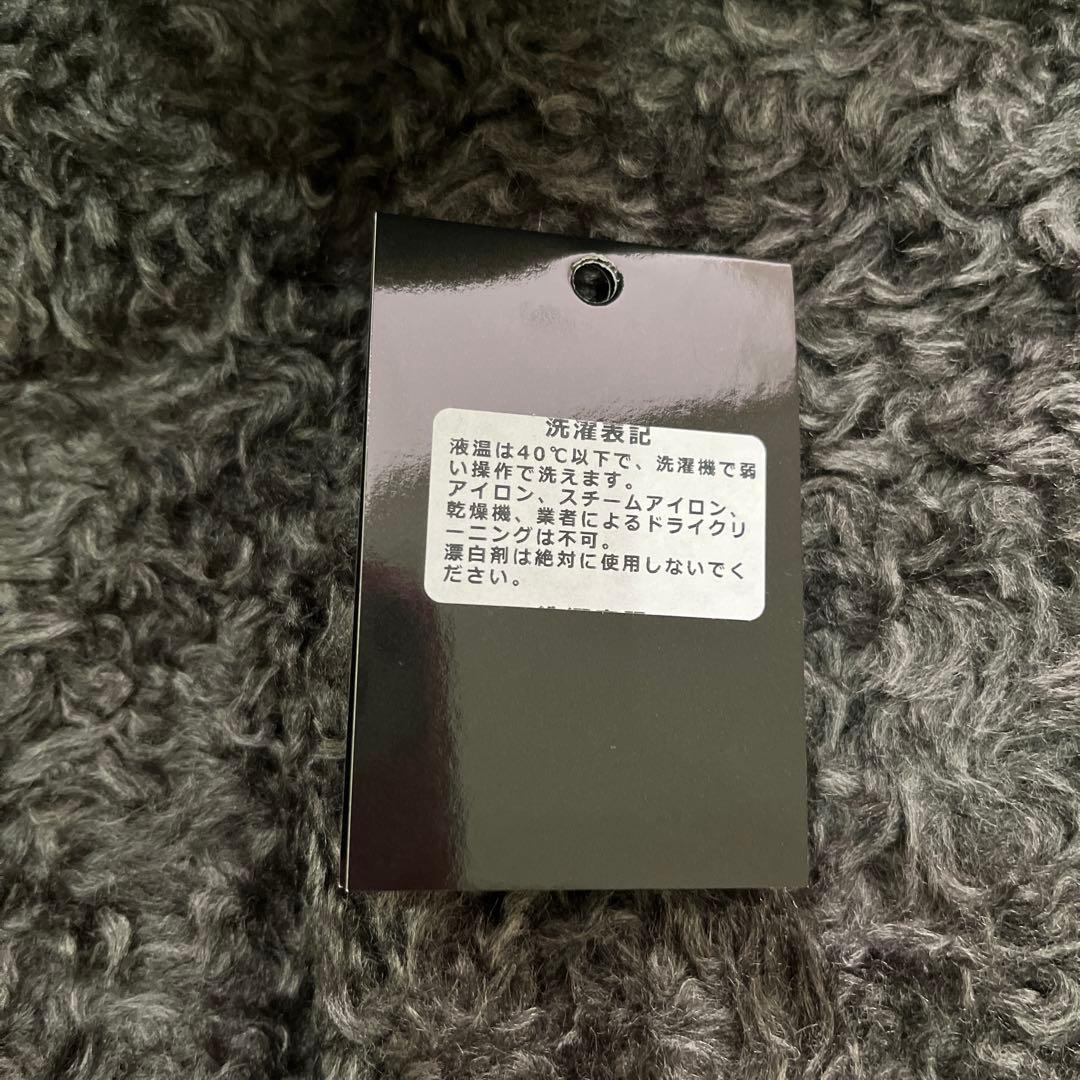 洗濯表記
液温は40℃以下で、洗濯機で弱
い操作で洗えます。
アイロン、スチームアイロン、
乾燥機、業者によるドライクリ
ーニングは不可。
漂白剤は絶対に使用しないでく
ださい。